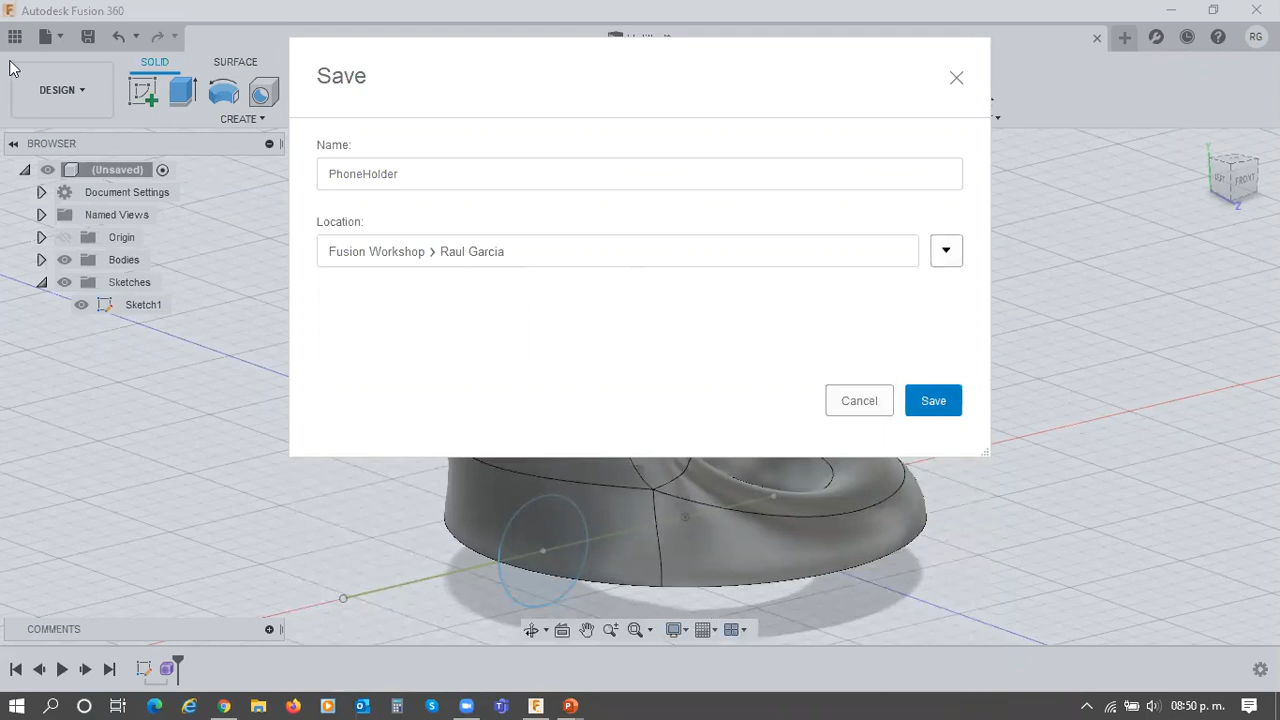 Autodesk Fusion 360
RG
DESIGN
SOLID
SURFACE
CREATE
BROWSER
(Unsaved)
Document Settings
Named Views
Origin
Bodies
Sketches
Sketch1
Save
Name:
PhoneHolder
Location:
Fusion Workshop > Raul Garcia
Cancel
Save
FRONT
Y
Z
COMMENTS
08:50 p. m.